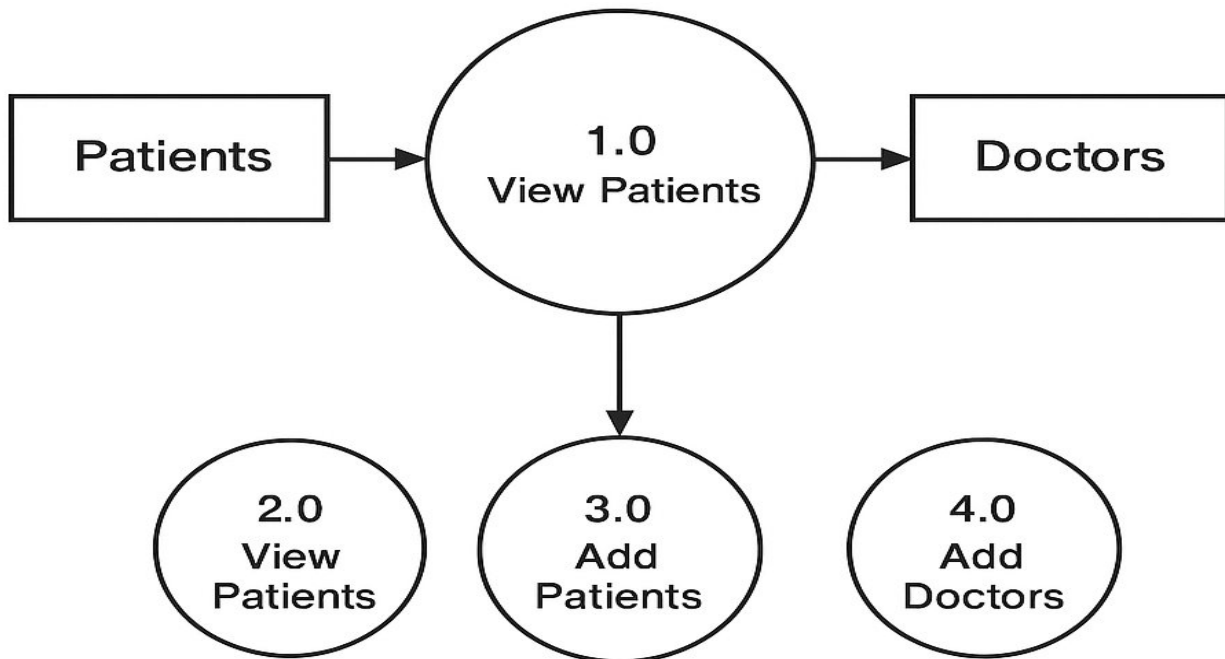 Patients
1.0
View Patients
Doctors
2.0
View
Patients
3.0
Add
Patients
4.0
Add
Doctors